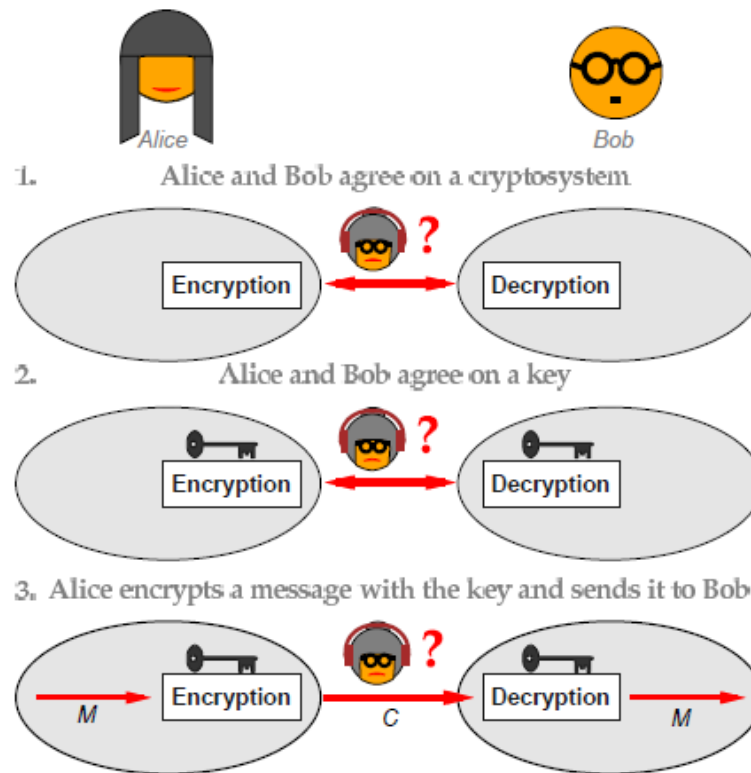 Alice
Bob
1. Alice and Bob agree on a cryptosystem
?
Encryption
Decryption
2. Alice and Bob agree on a key
?
Encryption
Decryption
3. Alice encrypts a message with the key and sends it to Bob
?
Encryption
Decryption
M
C
M